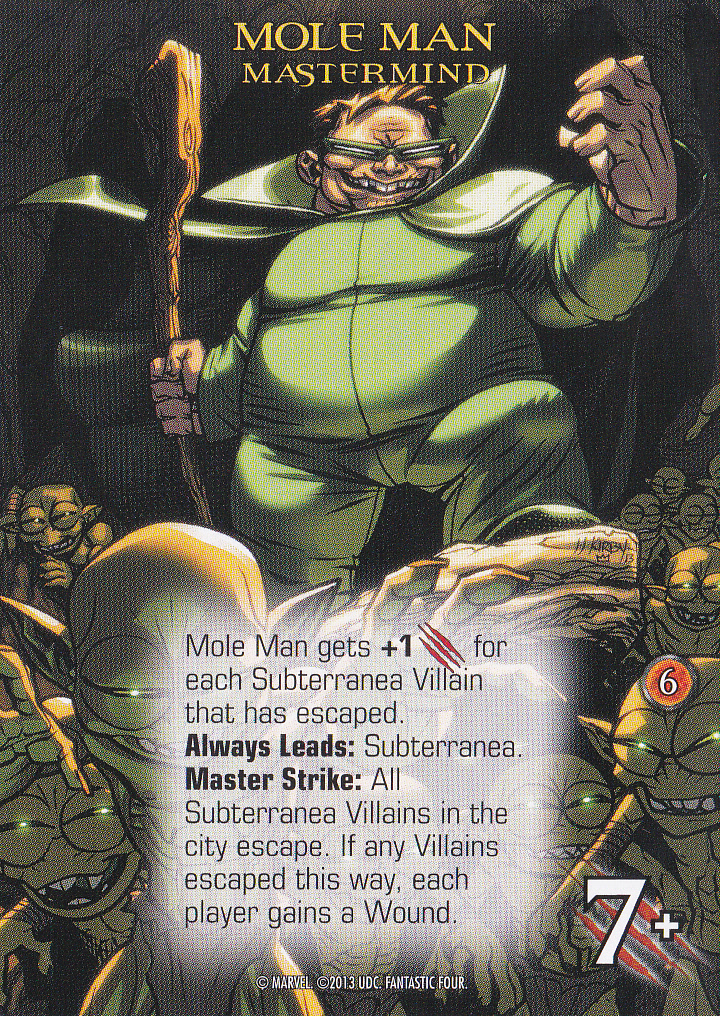 MOLE MAN
MASTERMIND
H KIRBY
13
Mole Man gets +1 for
each Subterranea Villain
that has escaped.
Always Leads: Subterranea.
Master Strike: All
Subterranea Villains in the
city escape. If any Villains
escaped this way, each
player gains a Wound.
6
7+
© MARVEL. ©2013 UDC. FANTASTIC FOUR.